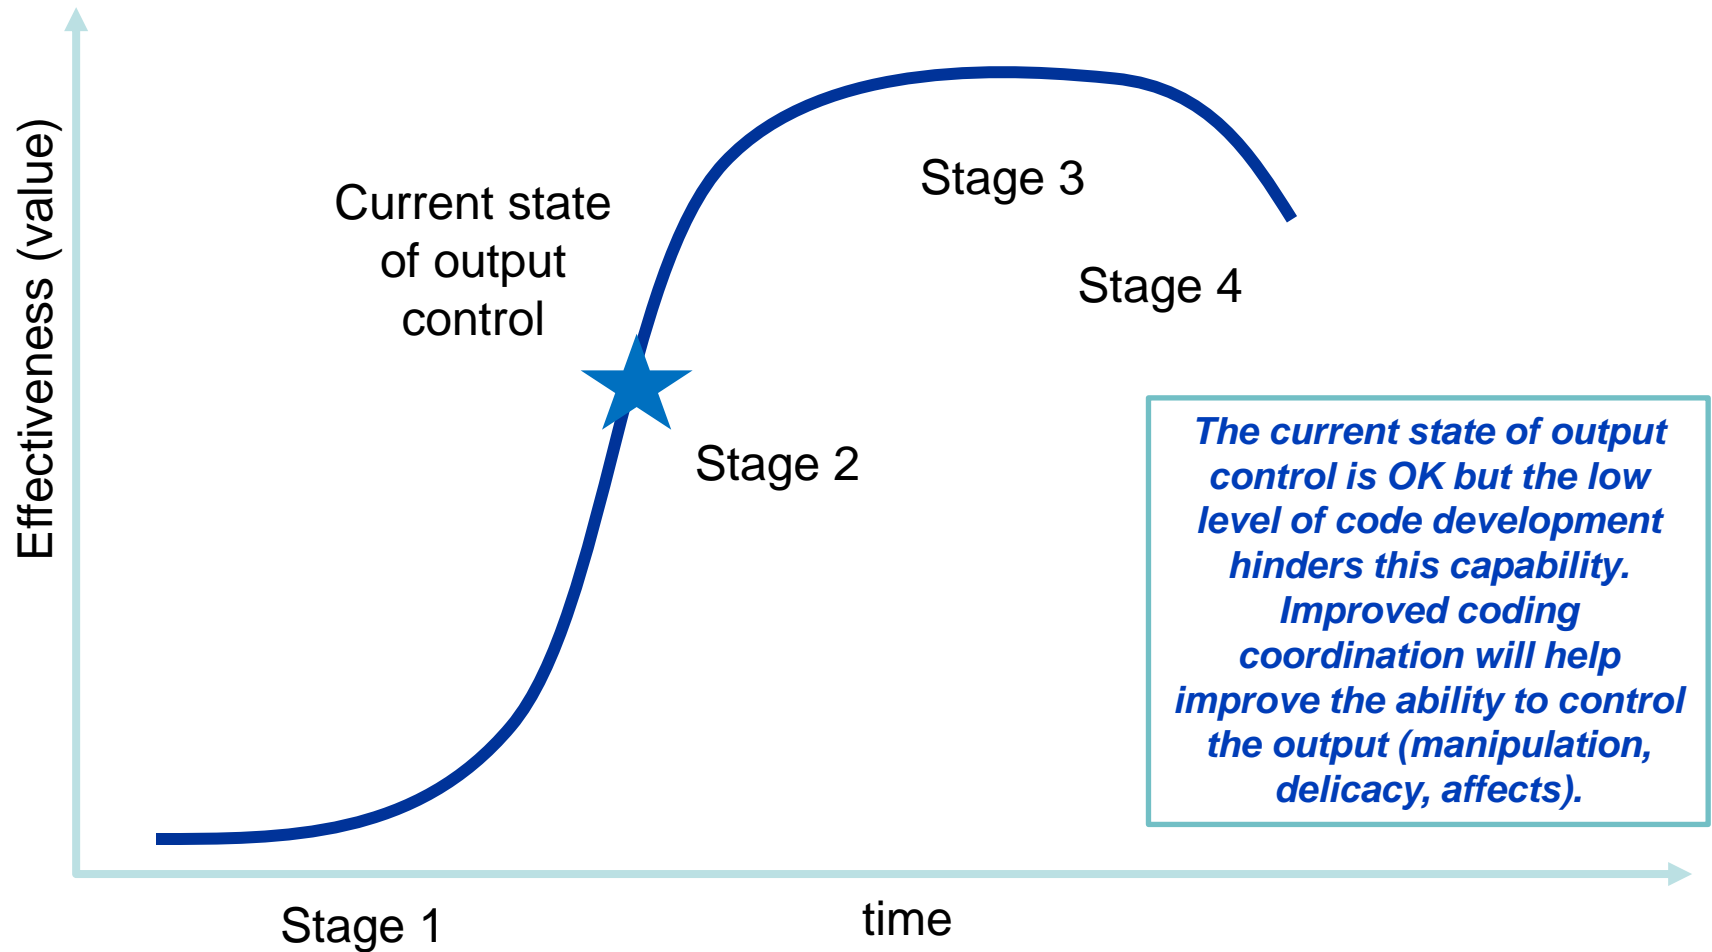 Effectiveness (value)
Current state
of output
control
Stage 3
Stage 4
Stage 2
The current state of output
control is OK but the low
level of code development
hinders this capability.
Improved coding
coordination will help
improve the ability to control
the output (manipulation,
delicacy, affects).
Stage 1
time